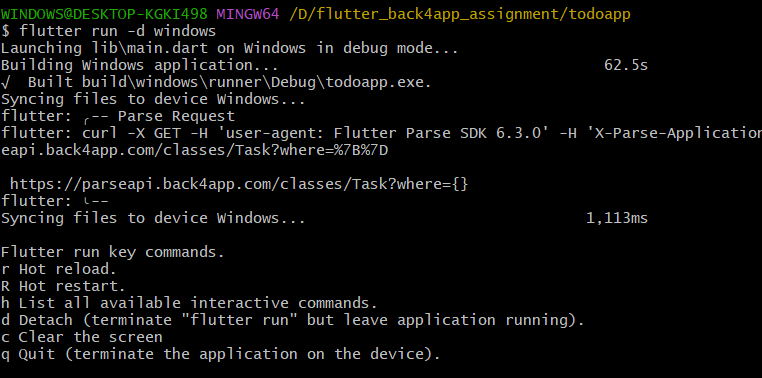 WINDOWS@DESKTOP-KGKI498 MINGW64 /D/flutter_back4app_assignment/todoapp
$ flutter run -d windows
Launching lib\main.dart on Windows in debug mode...
Building Windows application... 62.5s
√ Built build\windows\runner\Debug\todoapp.exe.
Syncing files to device Windows...
flutter: ╭-- Parse Request
flutter: curl -X GET -H 'user-agent: Flutter Parse SDK 6.3.0' -H 'X-Parse-Application
eapi.back4app.com/classes/Task?where=%7B%7D
https://parseapi.back4app.com/classes/Task?where={}
flutter: ╰--
Syncing files to device Windows... 1,113ms
Flutter run key commands.
r Hot reload.
R Hot restart.
h List all available interactive commands.
d Detach (terminate "flutter run" but leave application running).
c Clear the screen
q Quit (terminate the application on the device).